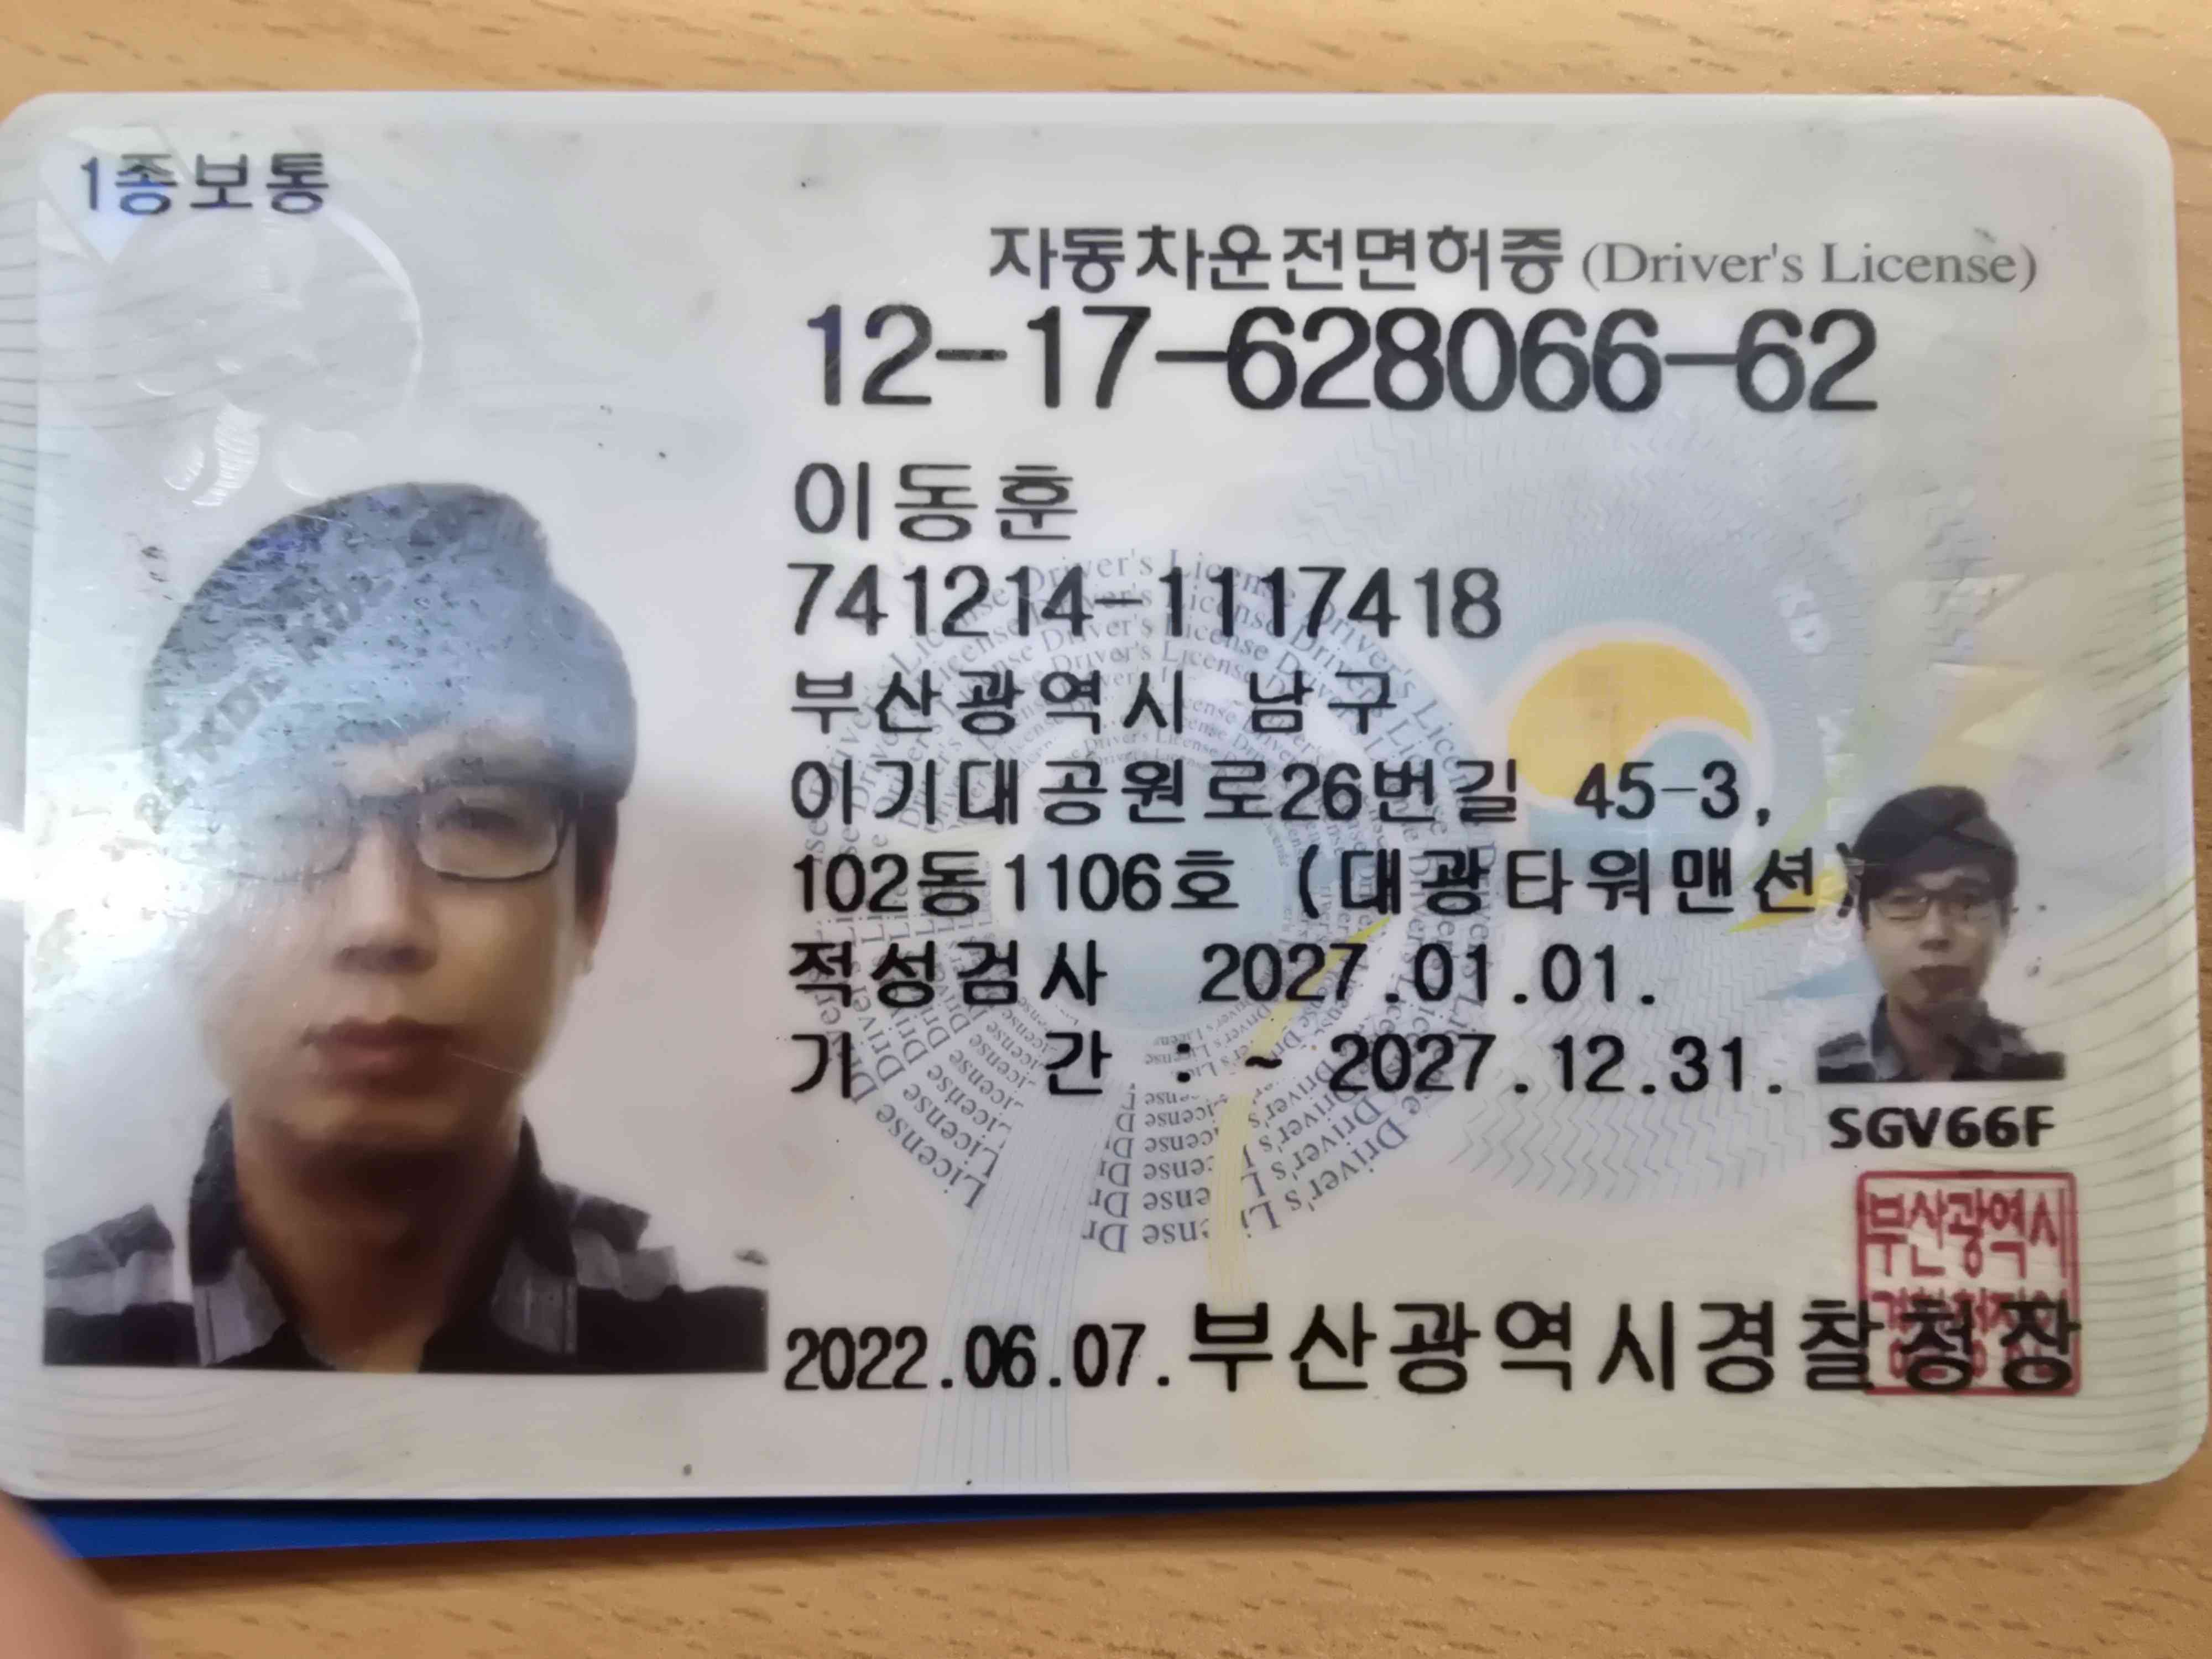 1종보통
자동차운전면허증 (Driver's License)
12-17-628066-62
이동훈
741214-1117418
부산광역시 남구
이기대공원로26번길 45-3,
102동1106호 (대광타워맨션)
적성검사 2027.01.01.
기 간 : ~ 2027.12.31.
SGV66F
2022.06.07. 부산광역시경찰청장
부산광역시